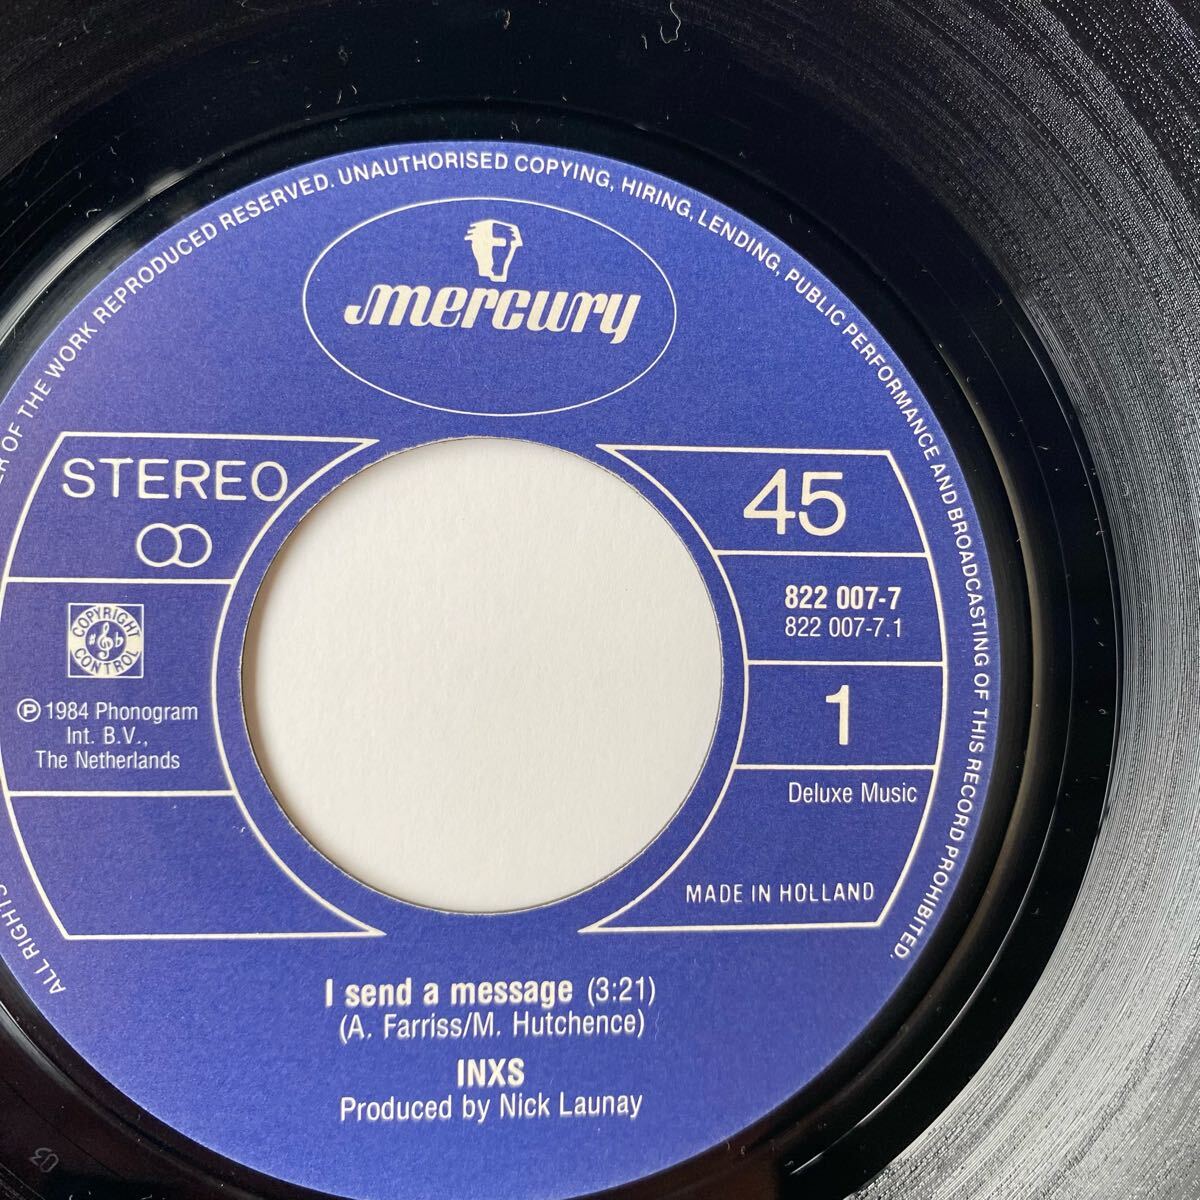 ER OF THE WORK REPRODUCED RESERVED. UNAUTHORISED COPYING, HIRING, LENDING, PUBLIC PERFORMANCE AND BROADCASTING OF THIS RECORD PROHIBITED.
mercury
STEREO
COPYRIGHT
CONTROL
Ⓟ 1984 Phonogram
Int. B.V.,
The Netherlands
45
822 007-7
822 007-7.1
1
Deluxe Music
MADE IN HOLLAND
ALL RIGHTS
I send a message (3:21)
(A. Farriss/M. Hutchence)
INXS
Produced by Nick Launay
03